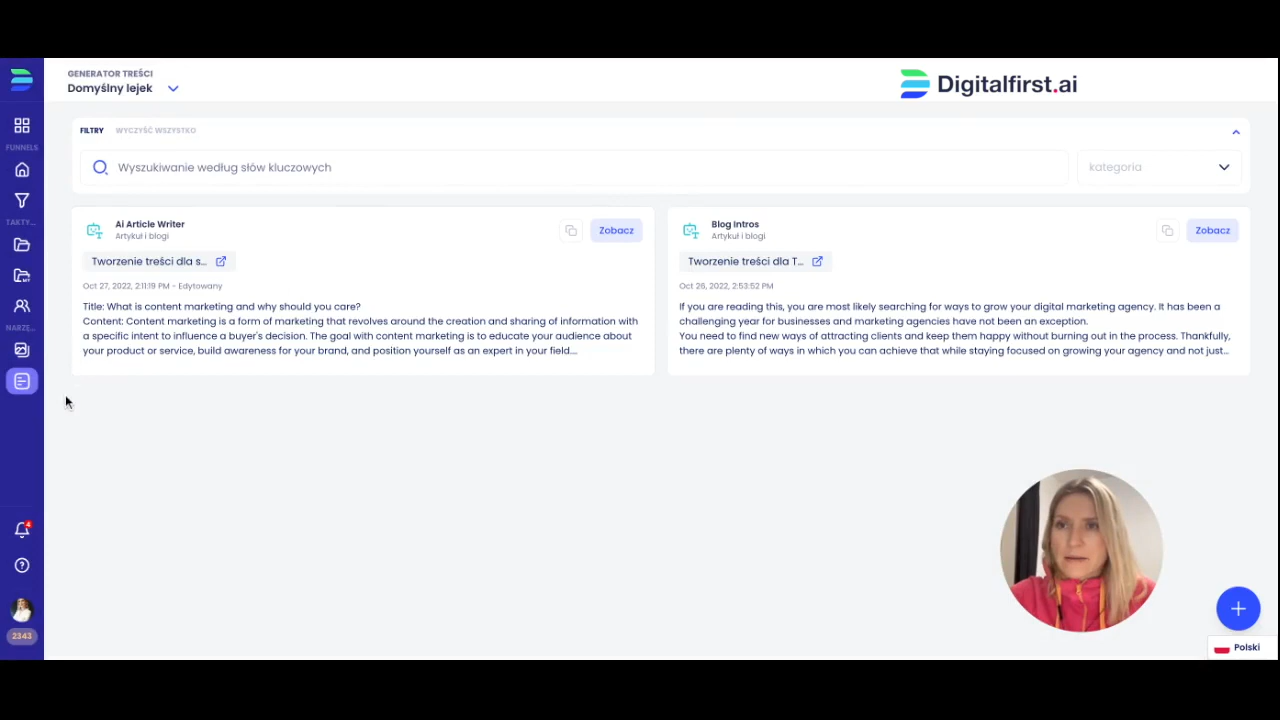 GENERATOR TREŚCI
Domyślny lejek
Digitalfirst.ai
FUNNELS
TAKTY...
NARZĘ...
2343
4
FILTRY WYCZYŚĆ WSZYSTKO
Wyszukiwanie według słów kluczowych
kategoria
Ai Article Writer
Artykuł i blogi
Zobacz
Tworzenie treści dla s...
Oct 27, 2022, 2:11:19 PM - Edytowany
Title: What is content marketing and why should you care?
Content: Content marketing is a form of marketing that revolves around the creation and sharing of information with
a specific intent to influence a buyer's decision. The goal with content marketing is to educate your audience about
your product or service, build awareness for your brand, and position yourself as an expert in your field...
Blog Intros
Artykuł i blogi
Zobacz
Tworzenie treści dla T...
Oct 26, 2022, 2:53:52 PM
If you are reading this, you are most likely searching for ways to grow your digital marketing agency. It has been a
challenging year for businesses and marketing agencies have not been an exception.
You need to find new ways of attracting clients and keep them happy without burning out in the process. Thankfully,
there are plenty of ways in which you can achieve that while staying focused on growing your agency and not just...
Polski